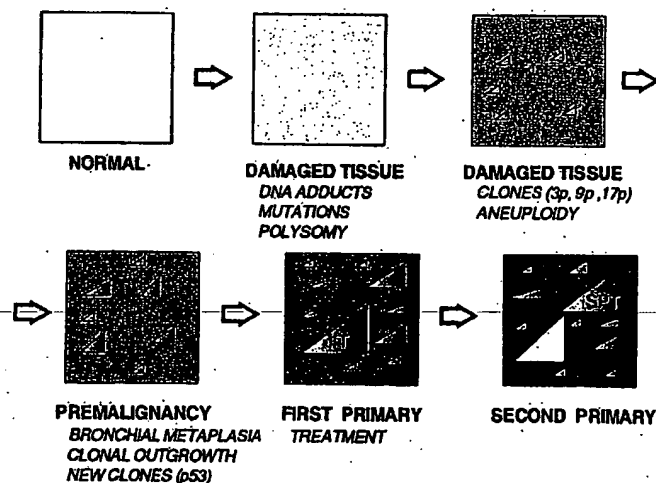 NORMAL
DAMAGED TISSUE
DNA ADDUCTS
MUTATIONS
POLYSOMY
DAMAGED TISSUE
CLONES (3p, 9p ,17p)
ANEUPLOIDY
PREMALIGNANCY
BRONCHIAL METAPLASIA
CLONAL OUTGROWTH
NEW CLONES (p53)
FIRST PRIMARY
TREATMENT
SPT
SECOND PRIMARY